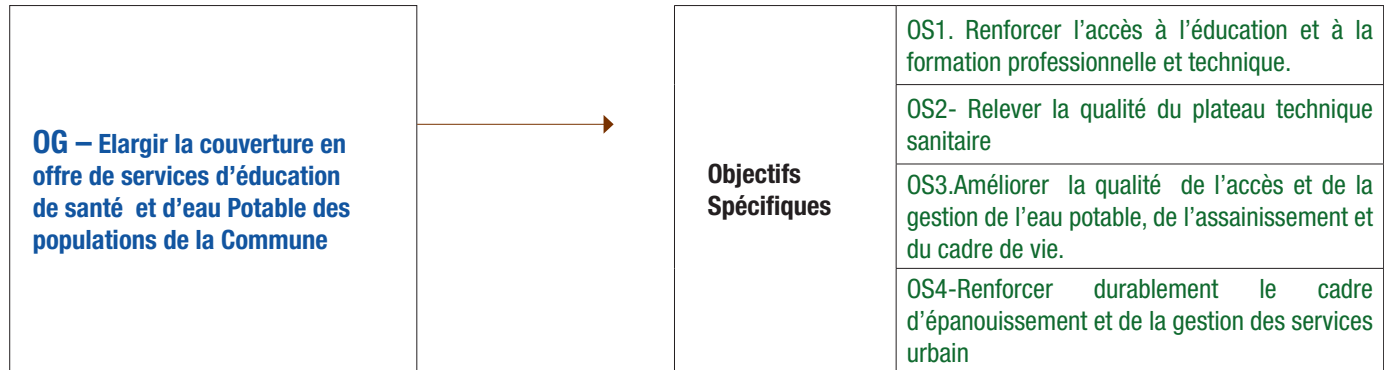 OG – Elargir la couverture en
offre de services d’éducation
de santé et d’eau Potable des
populations de la Commune
Objectifs
Spécifiques
OS1. Renforcer l’accès à l’éducation et à la
formation professionnelle et technique.
OS2- Relever la qualité du plateau technique
sanitaire
OS3.Améliorer la qualité de l’accès et de la
gestion de l’eau potable, de l’assainissement et
du cadre de vie.
OS4-Renforcer durablement le cadre
d’épanouissement et de la gestion des services
urbain